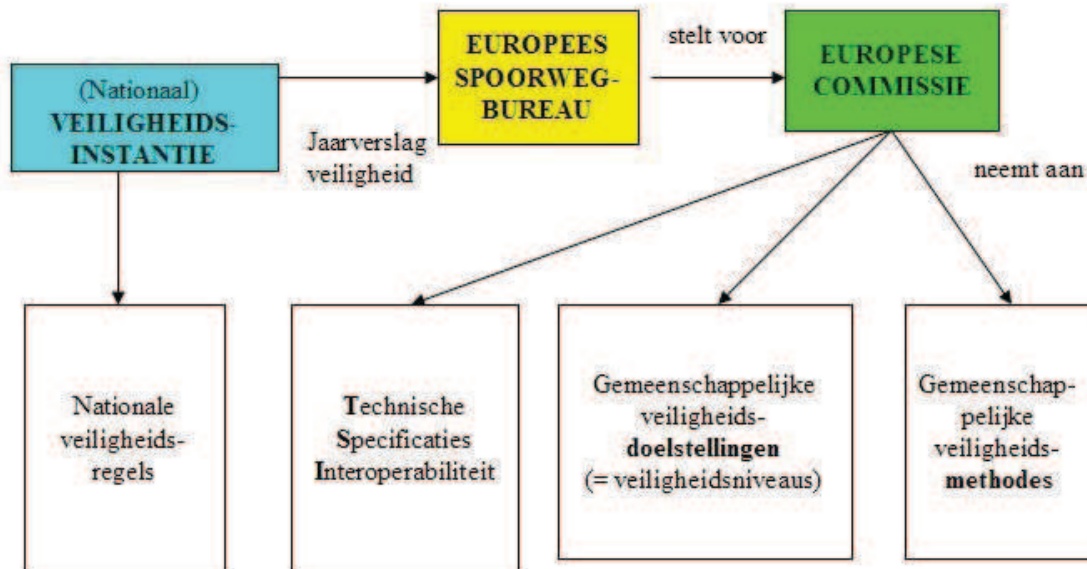 (Nationaal)
VEILIGHEIDS-
INSTANTIE
Jaarverslag
veiligheid
EUROPEES
SPOORWEG-
BUREAU
stelt voor
EUROPESE
COMMISSIE
neemt aan
Nationale
veiligheids-
regels
Technische
Specificaties
Interoperabiliteit
Gemeenschappelijke
veiligheids-
doelstellingen
(= veiligheidsniveaus)
Gemeenschap-
pelijke
veiligheids-
methodes